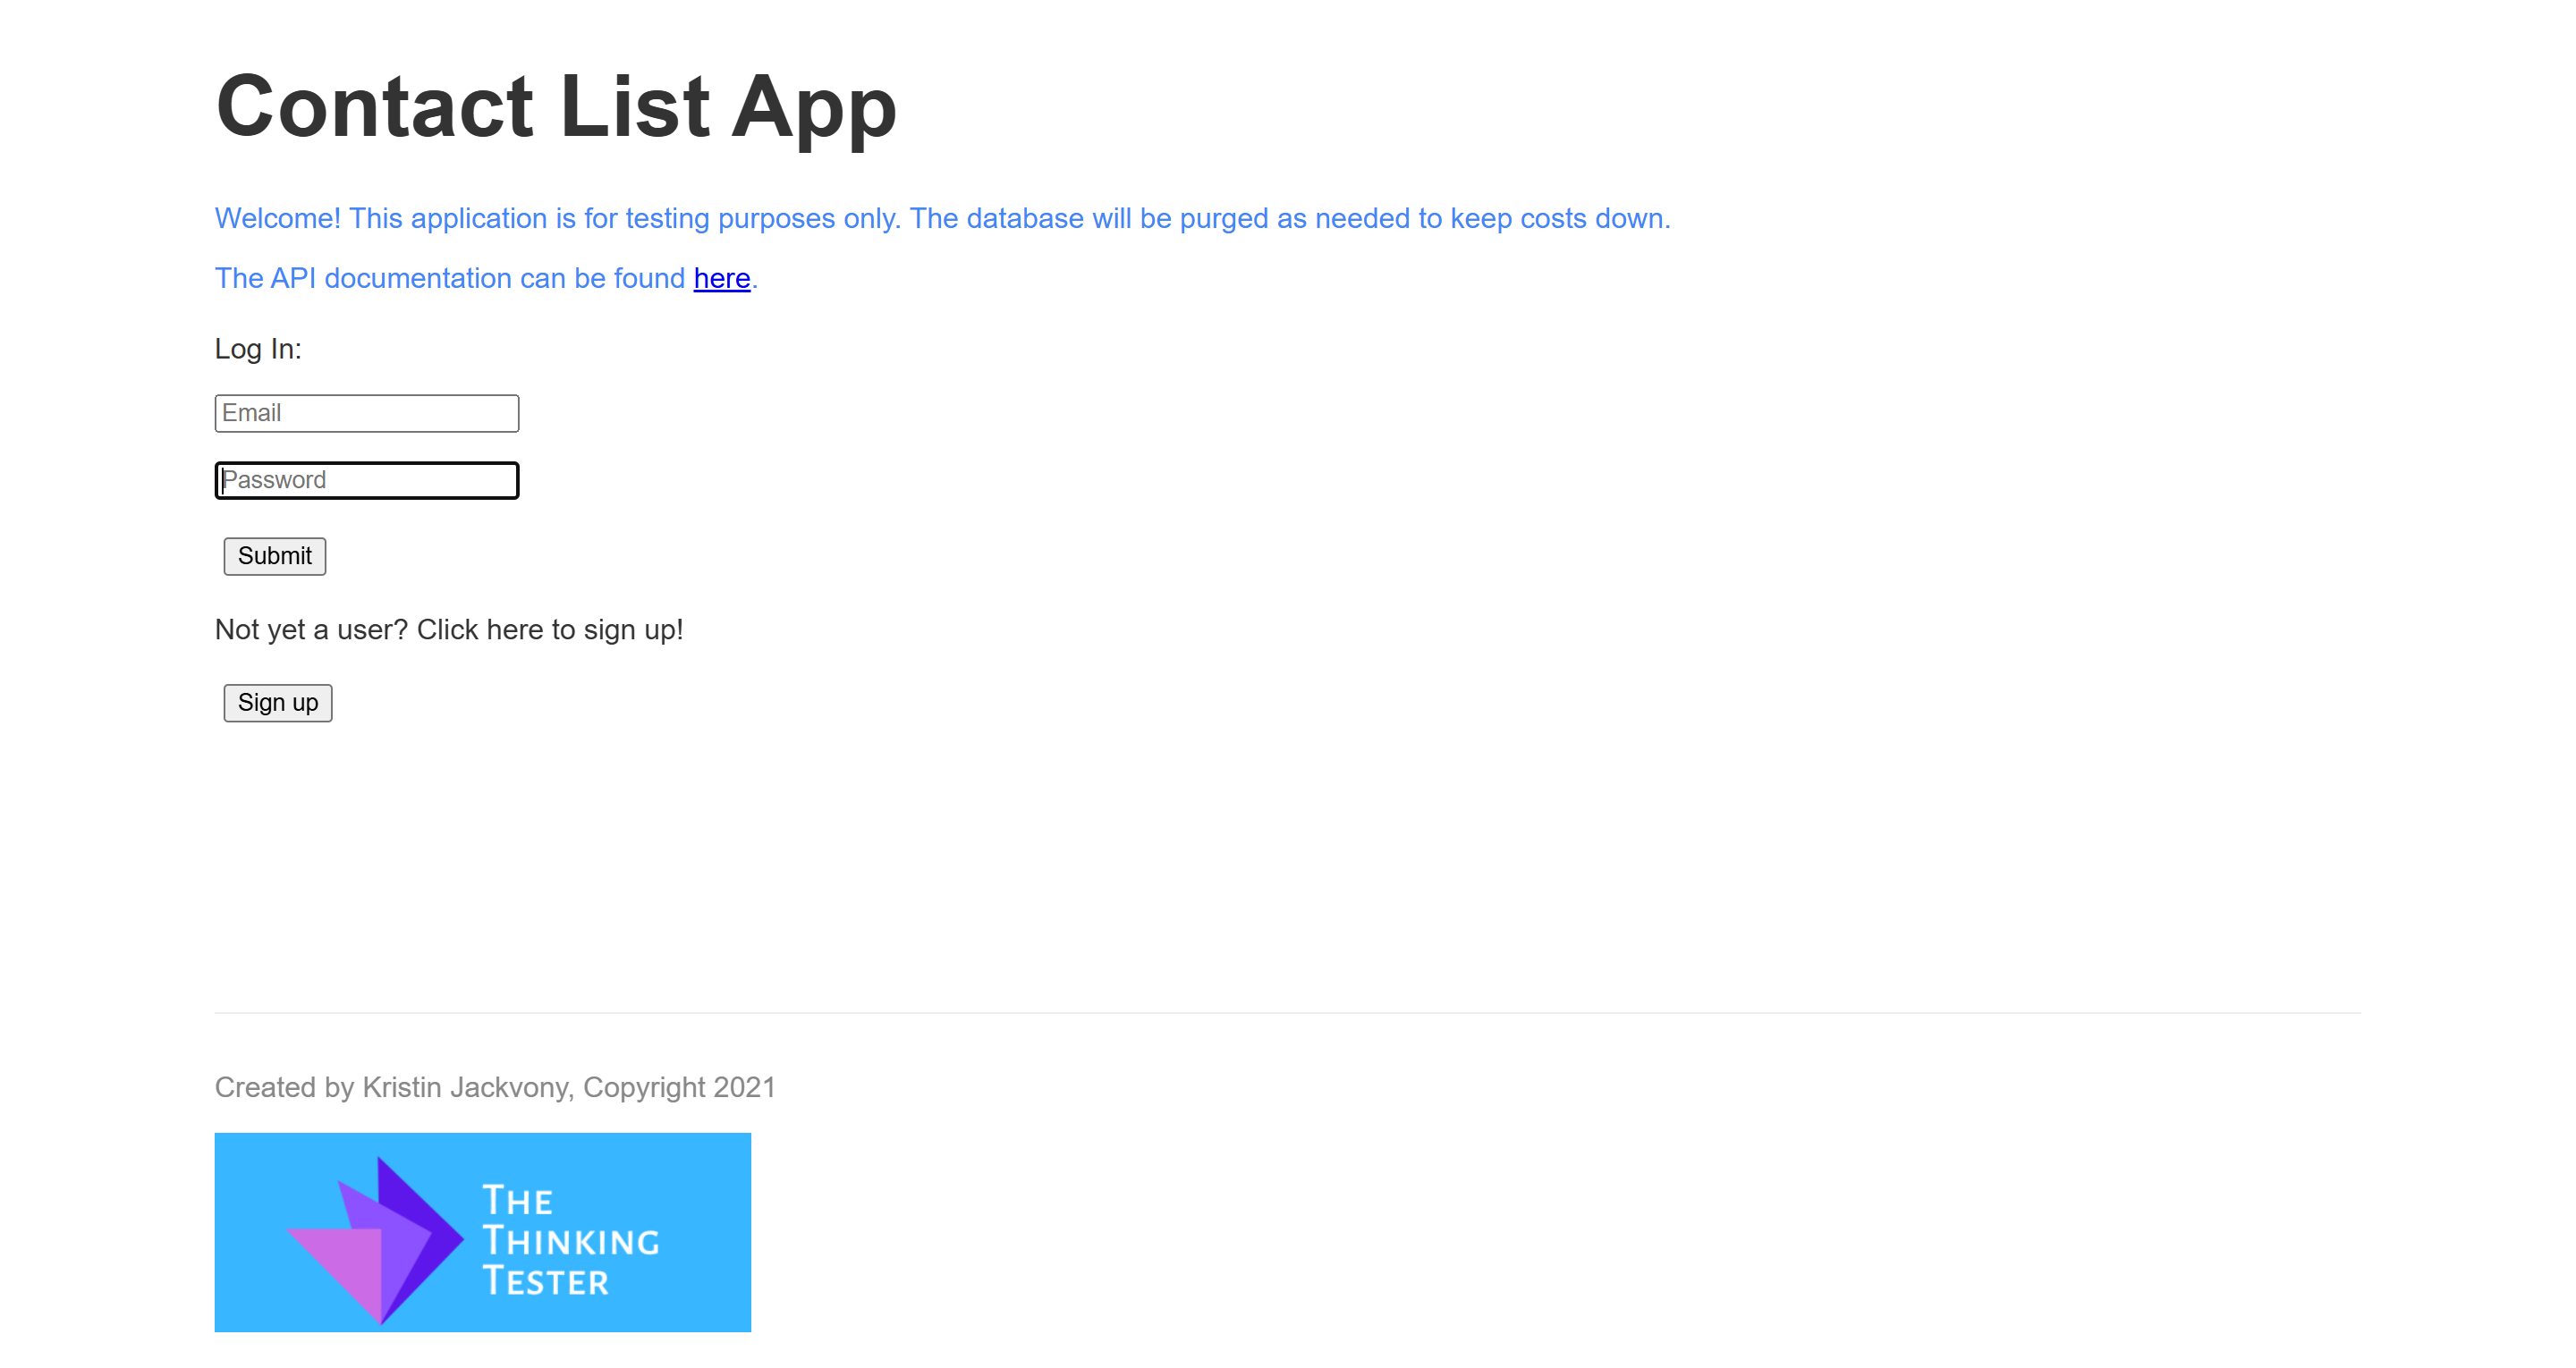 Contact List App
Welcome! This application is for testing purposes only. The database will be purged as needed to keep costs down.
The API documentation can be found here.
Log In:
Email
Password
Submit
Not yet a user? Click here to sign up!
Sign up
Created by Kristin Jackvony, Copyright 2021
THE
THINKING
TESTER